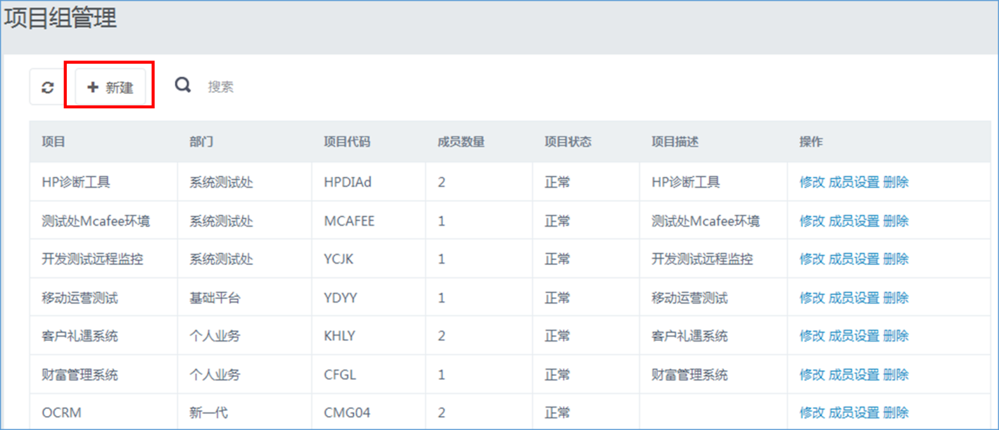 项目组管理
新建 搜索
项目 部门 项目代码 成员数量 项目状态 项目描述 操作
HP诊断工具 系统测试处 HPDIAd 2 正常 HP诊断工具 修改 成员设置 删除
测试处Mcafee环境 系统测试处 MCAFEE 1 正常 测试处Mcafee环境 修改 成员设置 删除
开发测试远程监控 系统测试处 YCJK 1 正常 开发测试远程监控 修改 成员设置 删除
移动运营测试 基础平台 YDYY 1 正常 移动运营测试 修改 成员设置 删除
客户礼遇系统 个人业务 KHLY 2 正常 客户礼遇系统 修改 成员设置 删除
财富管理系统 个人业务 CFGL 1 正常 财富管理系统 修改 成员设置 删除
OCRM 新一代 CMG04 2 正常 修改 成员设置 删除